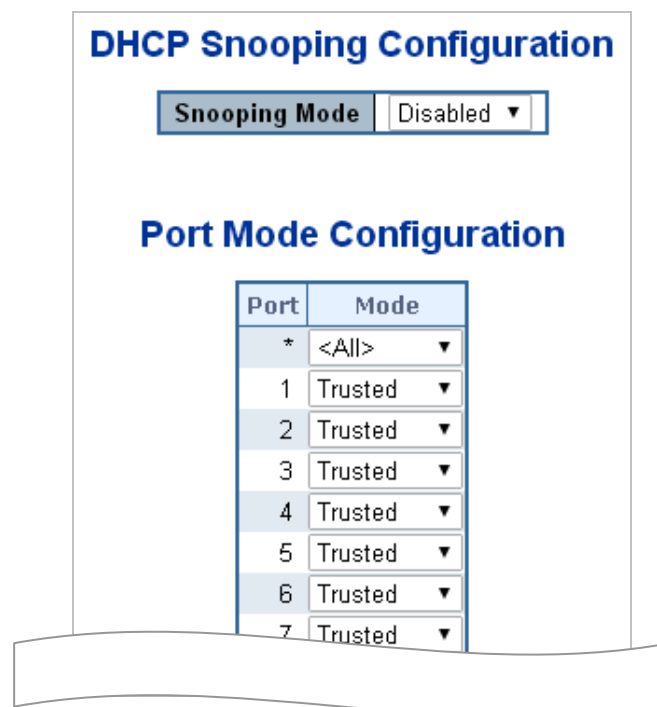 DHCP Snooping Configuration
Snooping Mode Disabled
Port Mode Configuration
Port Mode
* <All>
1 Trusted
2 Trusted
3 Trusted
4 Trusted
5 Trusted
6 Trusted
7 Trusted